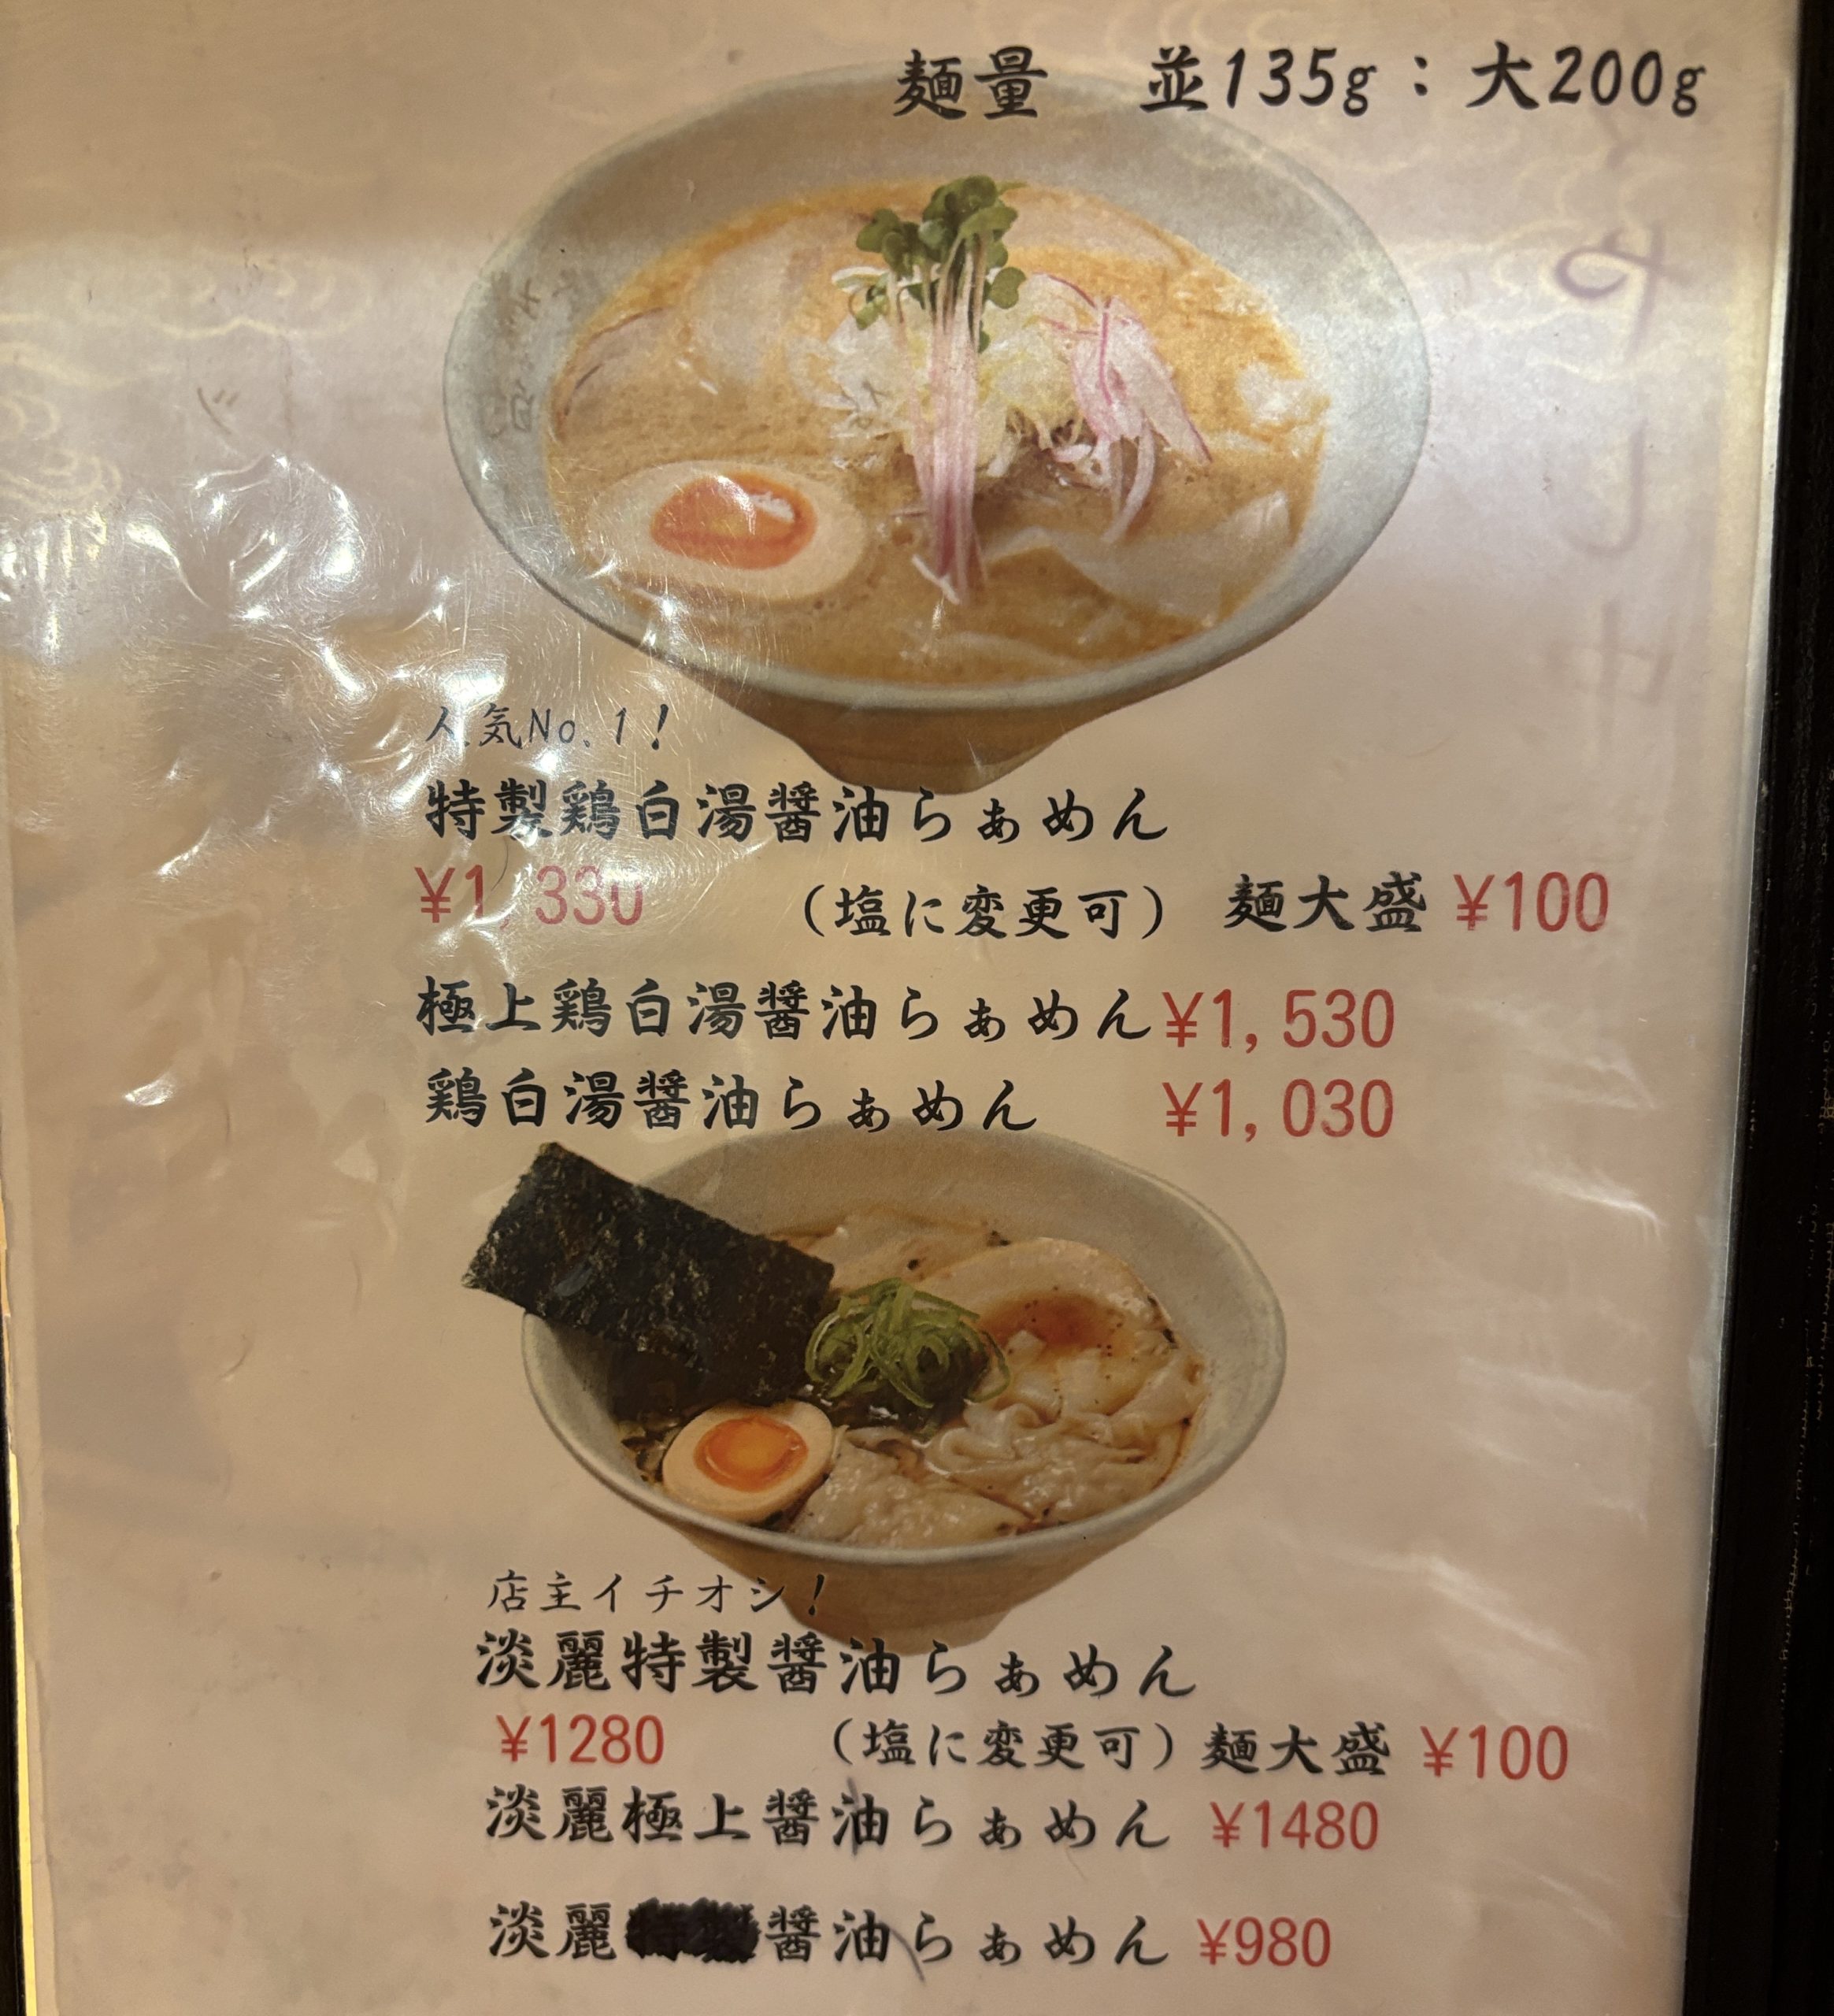 麺量　並135g：大200g
人気No.1！
特製鶏白湯醤油らぁめん
¥1,330　（塩に変更可）　麺大盛 ¥100
極上鶏白湯醤油らぁめん¥1,530
鶏白湯醤油らぁめん　¥1,030
店主イチオシ！
淡麗特製醤油らぁめん
¥1280　（塩に変更可）麺大盛 ¥100
淡麗極上醤油らぁめん ¥1480
淡麗醤油らぁめん ¥980